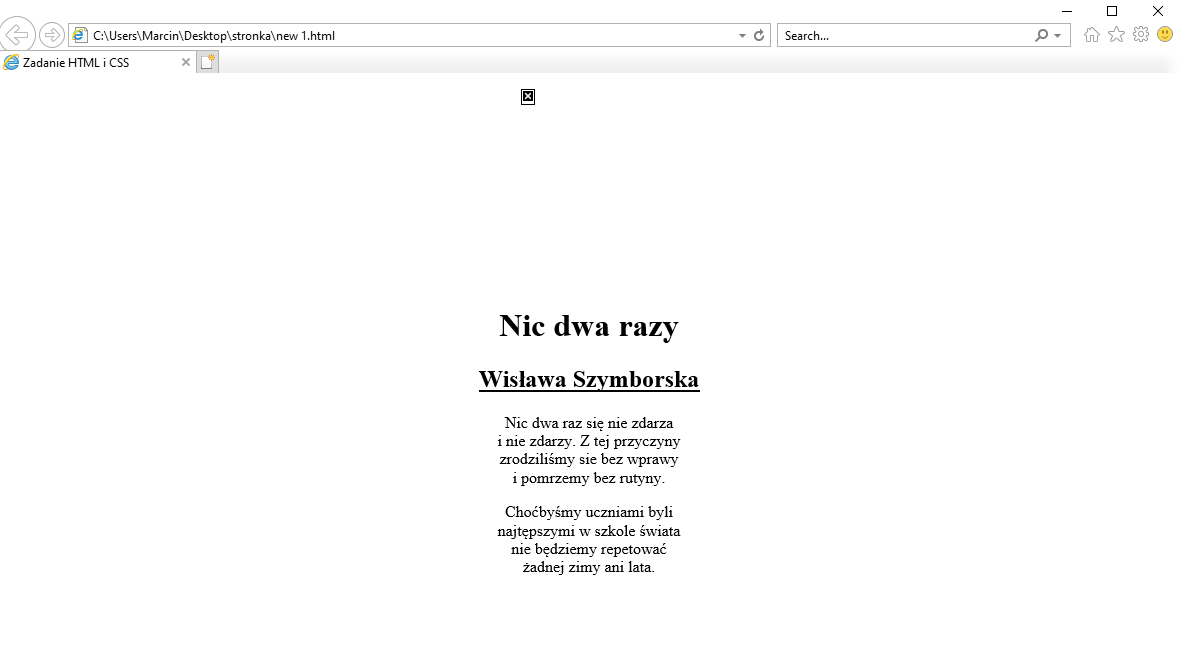 C:\Users\Marcin\Desktop\stronka\new 1.html
Search...
Zadanie HTML i CSS
Nic dwa razy
Wisława Szymborska
Nic dwa raz się nie zdarza
i nie zdarzy. Z tej przyczyny
zrodziliśmy sie bez wprawy
i pomrzemy bez rutyny.
Choćbyśmy uczniami byli
najtępszymi w szkole świata
nie będziemy repetować
żadnej zimy ani lata.